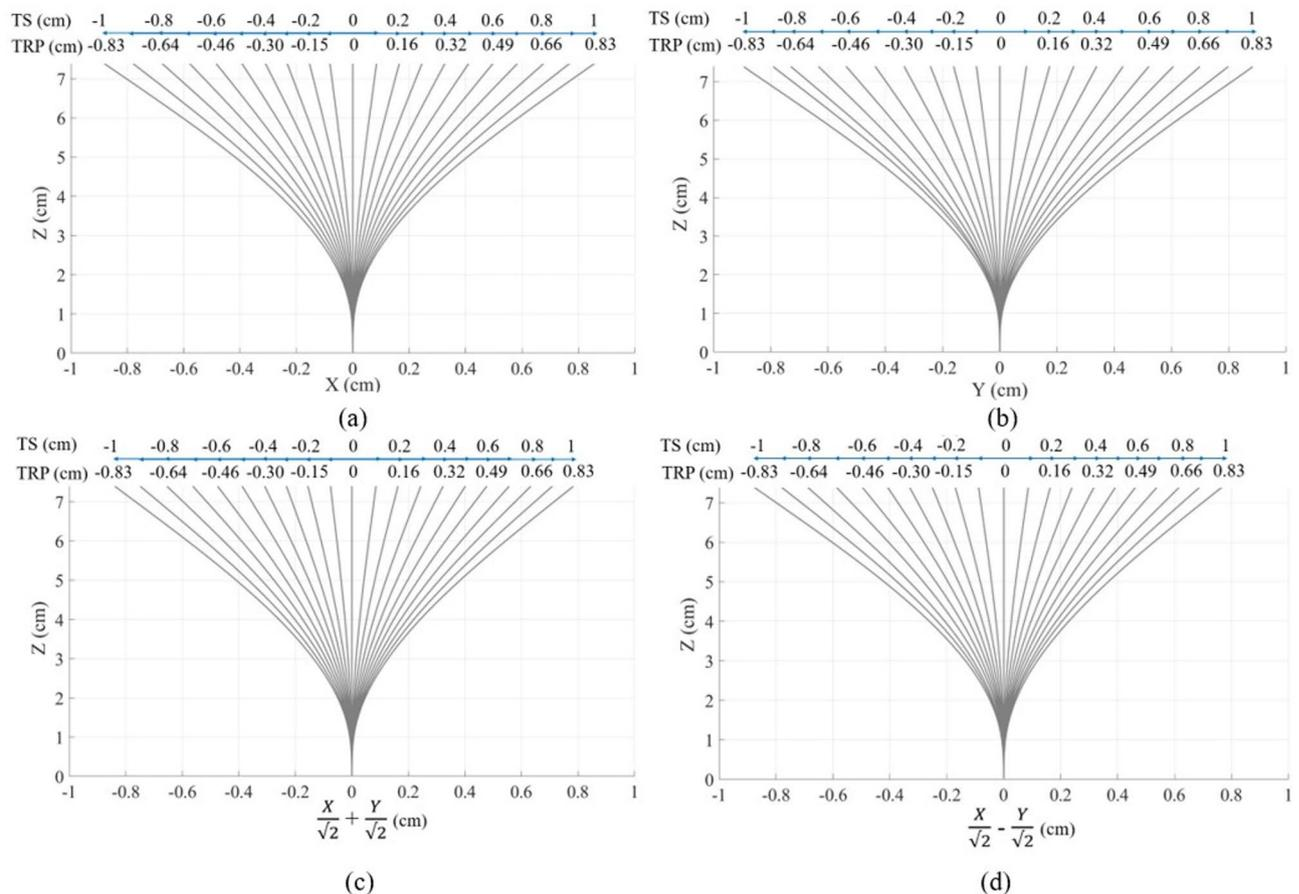 TS -1 -0.8 -0.6 -0.4 -0.2 0 0.2 0.4 0.6 0.8 1
TRP (cm) -0.83 -0.64 -0.46 -0.30 -0.15 0 0.16 0.32 0.49 0.66 0.83
7
6
5
4
3
2
1
0
Z (cm)
-1 -0.8 -0.6 -0.4 -0.2 0 0.2 0.4 0.6 0.8 1
X (cm)
(a)
TS -1 -0.8 -0.6 -0.4 -0.2 0 0.2 0.4 0.6 0.8 1
TRP (cm) -0.83 -0.64 -0.46 -0.30 -0.15 0 0.16 0.32 0.49 0.66 0.83
7
6
5
4
3
2
1
0
Z (cm)
-1 -0.8 -0.6 -0.4 -0.2 0 0.2 0.4 0.6 0.8 1
Y (cm)
(b)
TS (cm) -1 -0.8 -0.6 -0.4 -0.2 0 0.2 0.4 0.6 0.8 1
TRP (cm) -0.83 -0.64 -0.46 -0.30 -0.15 0 0.16 0.32 0.49 0.66 0.83
7
6
5
4
3
2
1
0
Z (cm)
-1 -0.8 -0.6 -0.4 -0.2 0 0.2 0.4 0.6 0.8 1
X/√2 + Y/√2 (cm)
(c)
TS (cm) -1 -0.8 -0.6 -0.4 -0.2 0 0.2 0.4 0.6 0.8 1
TRP (cm) -0.83 -0.64 -0.46 -0.30 -0.15 0 0.16 0.32 0.49 0.66 0.83
7
6
5
4
3
2
1
0
Z (cm)
-1 -0.8 -0.6 -0.4 -0.2 0 0.2 0.4 0.6 0.8 1
X/√2 - Y/√2 (cm)
(d)